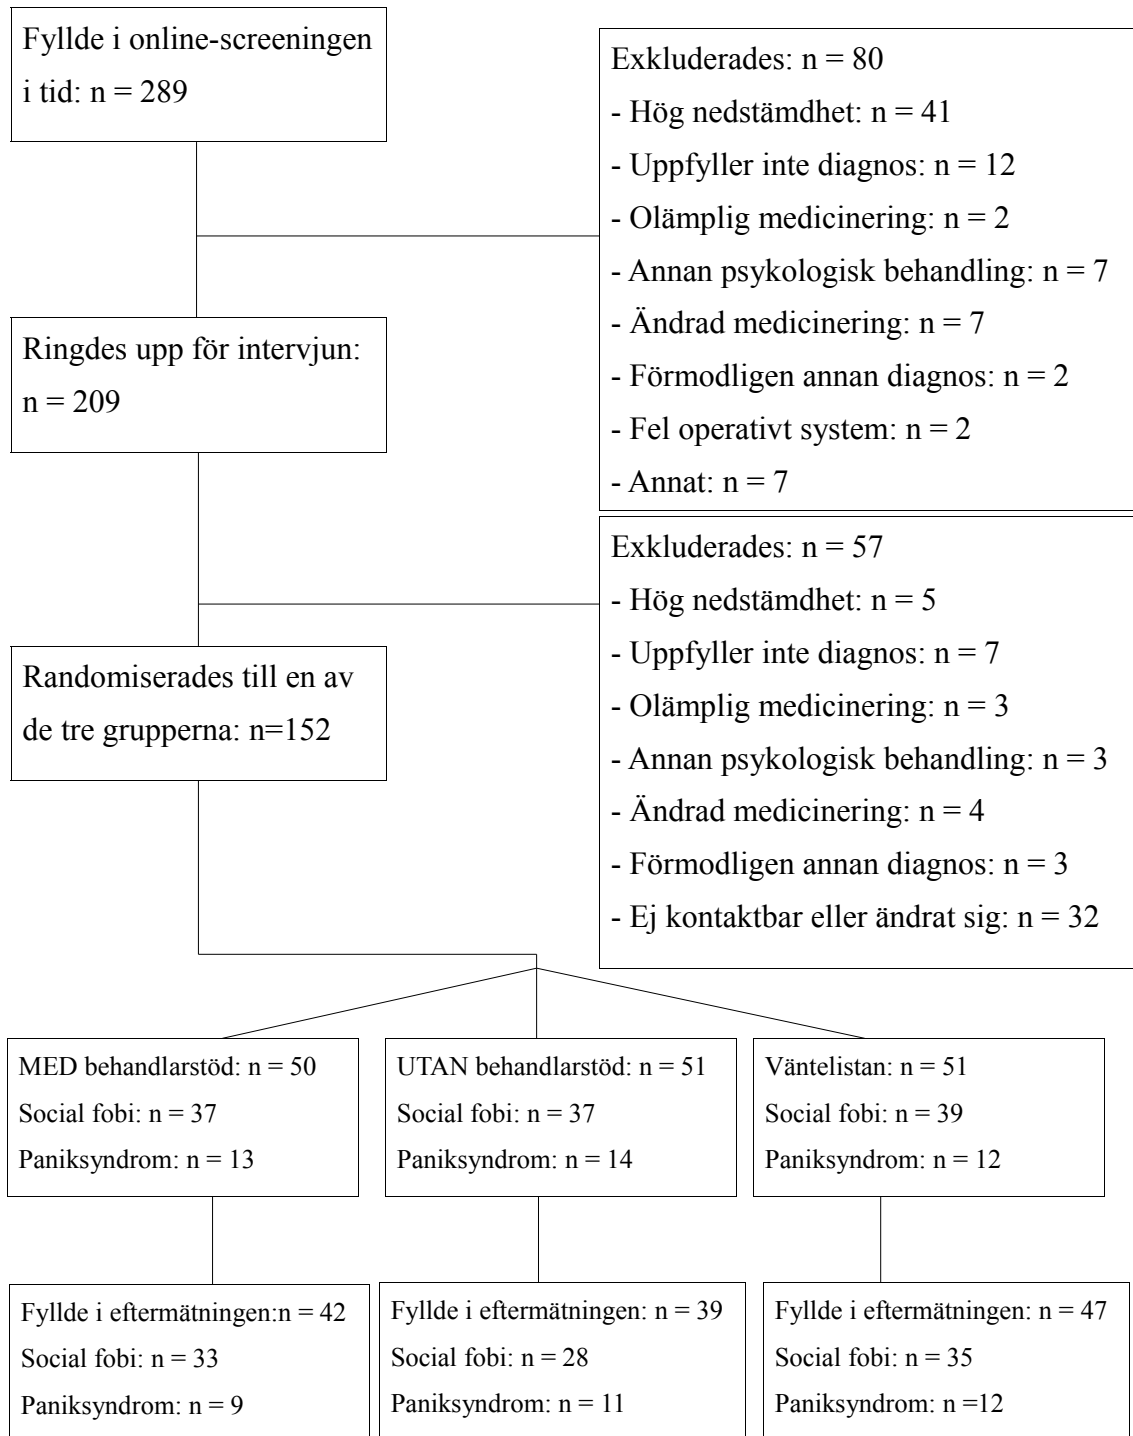 Fyllde i online-screeningen
i tid: n = 289
Exkluderades: n = 80
- Hög nedstämdhet: n = 41
- Uppfyller inte diagnos: n = 12
- Olämplig medicinering: n = 2
- Annan psykologisk behandling: n = 7
- Ändrad medicinering: n = 7
- Förmodligen annan diagnos: n = 2
- Fel operativt system: n = 2
- Annat: n = 7
Ringdes upp för intervjun:
n = 209
Exkluderades: n = 57
- Hög nedstämdhet: n = 5
- Uppfyller inte diagnos: n = 7
- Olämplig medicinering: n = 3
- Annan psykologisk behandling: n = 3
- Ändrad medicinering: n = 4
- Förmodligen annan diagnos: n = 3
- Ej kontaktbar eller ändrat sig: n = 32
Randomiserades till en av
de tre grupperna: n=152
MED behandlarstöd: n = 50
Social fobi: n = 37
Paniksyndrom: n = 13
UTAN behandlarstöd: n = 51
Social fobi: n = 37
Paniksyndrom: n = 14
Väntelistan: n = 51
Social fobi: n = 39
Paniksyndrom: n = 12
Fyllde i eftermätningen:n = 42
Social fobi: n = 33
Paniksyndrom: n = 9
Fyllde i eftermätningen: n = 39
Social fobi: n = 28
Paniksyndrom: n = 11
Fyllde i eftermätningen: n = 47
Social fobi: n = 35
Paniksyndrom: n =12